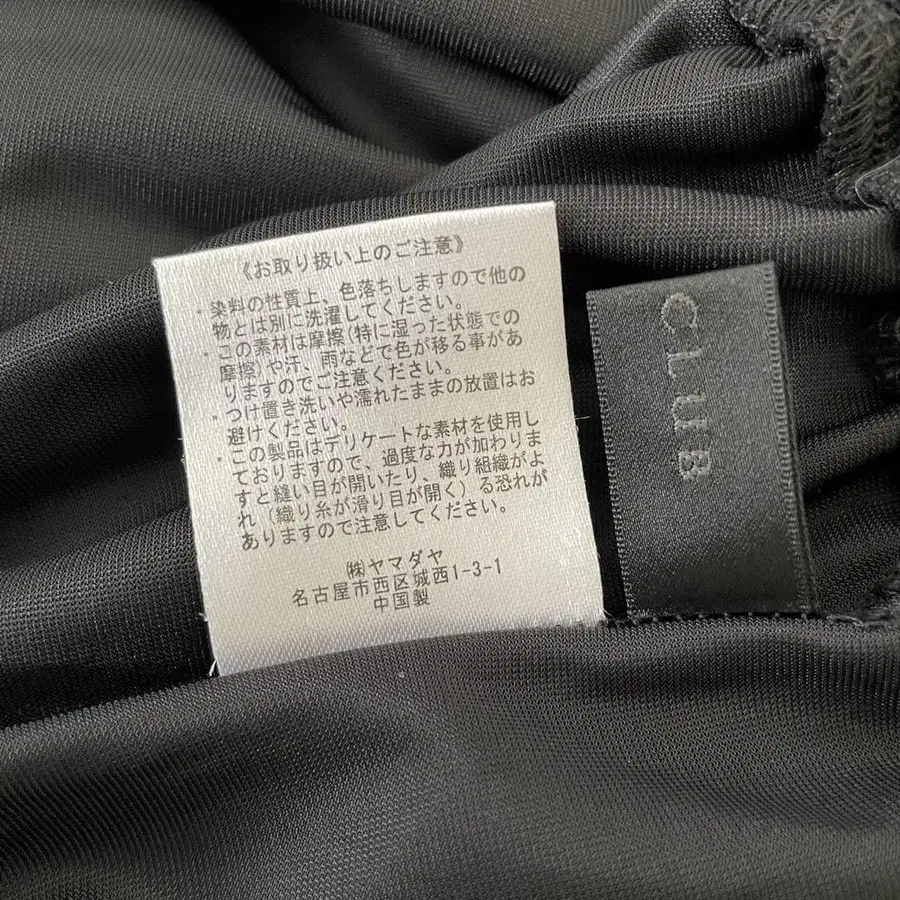 《お取り扱い上のご注意》
・染料の性質上、色落ちしますので他の
物とは別に洗濯してください。
・この素材は摩擦(特に湿った状態での
摩擦)や汗、雨などで色が移る事があ
りますのでご注意ください。
・つけ置き洗いや濡れたままの放置はお
避けください。
・この製品はデリケートな素材を使用し
ておりますので、過度な力が加わりま
すと縫い目が開いたり、織り組織がよ
れ（織り糸が滑り目が開く）る恐れが
ありますので注意してください。
㈱ヤマダヤ
名古屋市西区城西1-3-1
中国製
CLUB